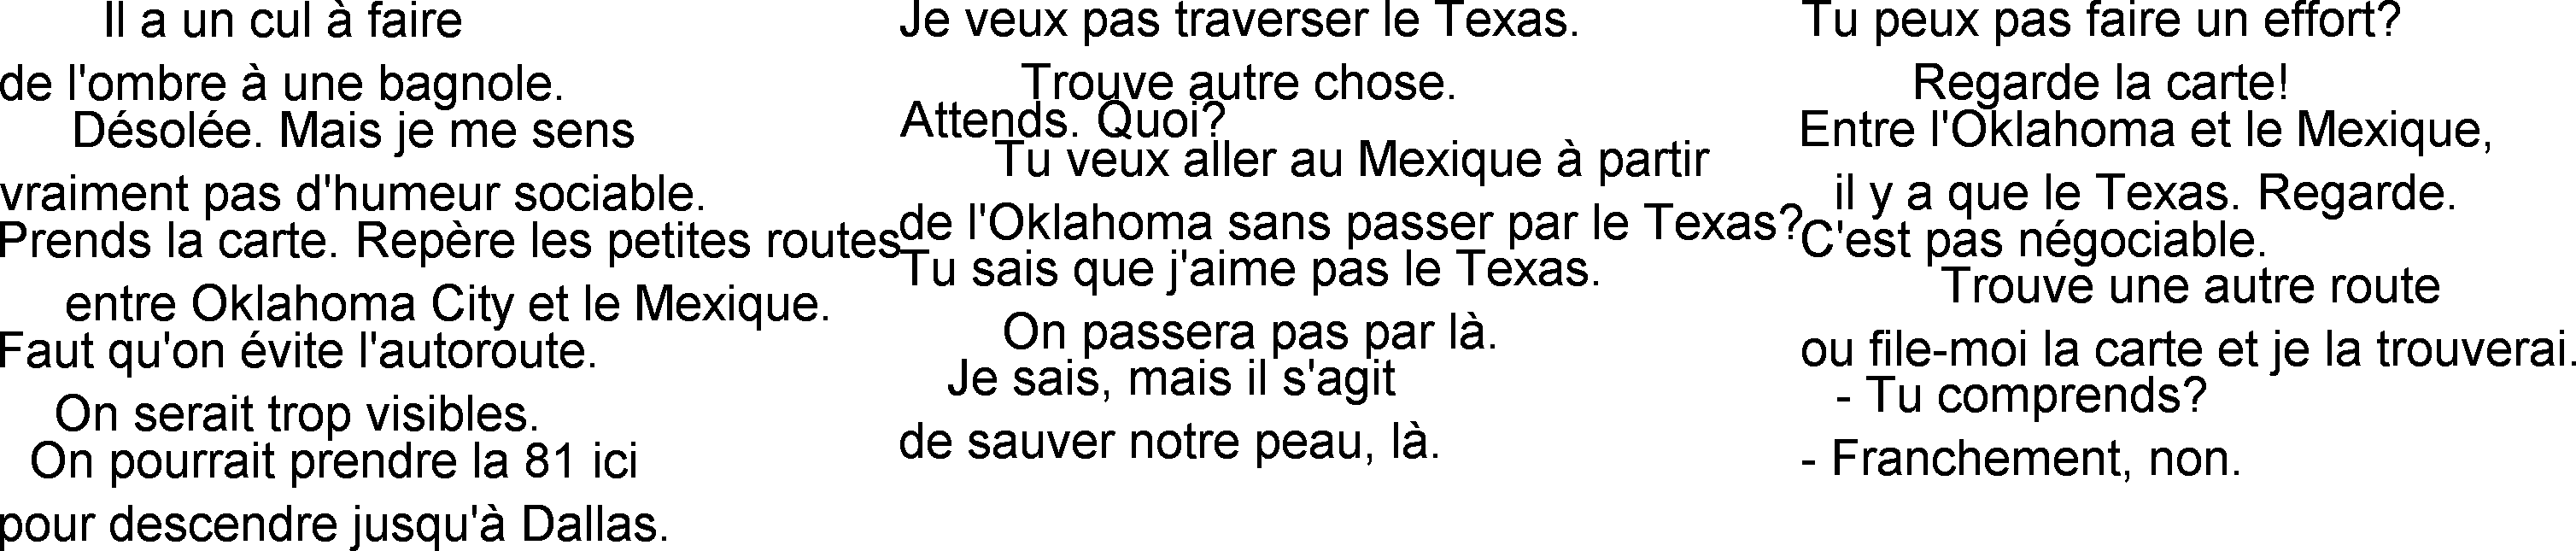 Il a un cul à faire
de l'ombre à une bagnole.
Désolée. Mais je me sens
vraiment pas d'humeur sociable.
Prends la carte. Repère les petites routes
entre Oklahoma City et le Mexique.
Faut qu'on évite l'autoroute.
On serait trop visibles.
On pourrait prendre la 81 ici
pour descendre jusqu'à Dallas.
Je veux pas traverser le Texas.
Trouve autre chose.
Attends. Quoi?
Tu veux aller au Mexique à partir
de l'Oklahoma sans passer par le Texas?
Tu sais que j'aime pas le Texas.
On passera pas par là.
Je sais, mais il s'agit
de sauver notre peau, là.
Tu peux pas faire un effort?
Regarde la carte!
Entre l'Oklahoma et le Mexique,
il y a que le Texas. Regarde.
C'est pas négociable.
Trouve une autre route
ou file-moi la carte et je la trouverai.
- Tu comprends?
- Franchement, non.